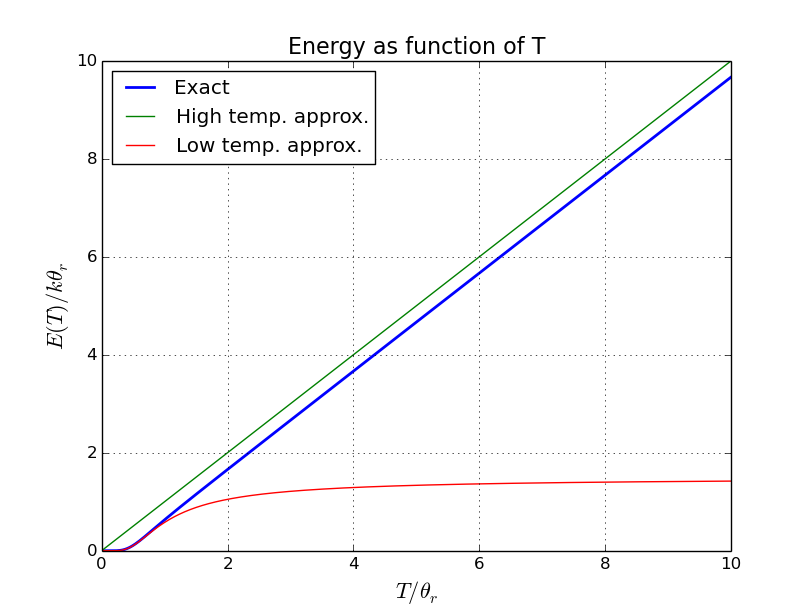 Energy as function of T
Exact
High temp. approx.
Low temp. approx.
10
8
6
4
2
0
E(T)/kθ_r
0 2 4 6 8 10
T/θ_r